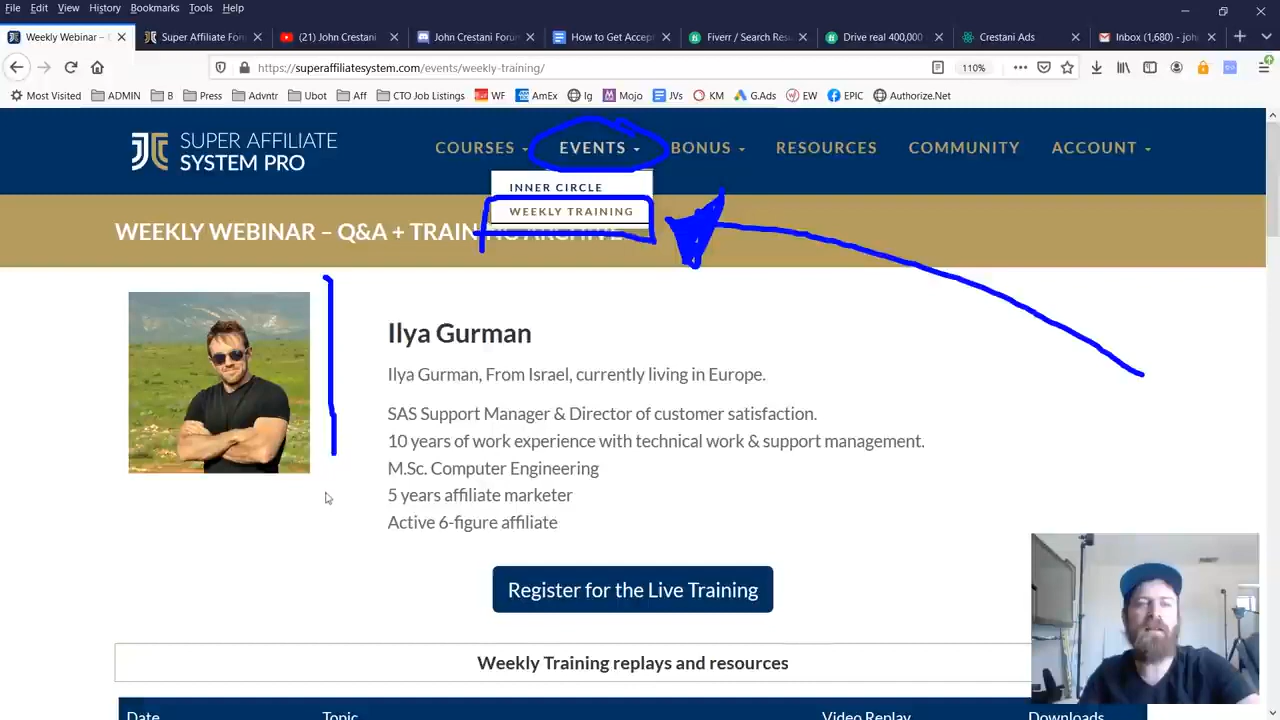 File Edit View History Bookmarks Tools Help
Weekly Webinar – Super Affiliate For (21) John Crestani John Crestani Foru How to Get Accep Fiverr / Search Resu Drive real 400,000 Crestani Ads Inbox (1,680) - joh
https://superaffiliatesystem.com/events/weekly-training/ 110%
Most Visited ADMIN B Press Advntr Ubot Aff CTO Job Listings WF AmEx Ig Mojo JVs KM G.Ads EW EPIC Authorize.Net
SUPER AFFILIATE
SYSTEM PRO
COURSES EVENTS BONUS RESOURCES COMMUNITY ACCOUNT
INNER CIRCLE
WEEKLY TRAINING
WEEKLY WEBINAR – Q&A + TRAINING ARCHIVE
Ilya Gurman
Ilya Gurman, From Israel, currently living in Europe.
SAS Support Manager & Director of customer satisfaction.
10 years of work experience with technical work & support management.
M.Sc. Computer Engineering
5 years affiliate marketer
Active 6-figure affiliate
Register for the Live Training
Weekly Training replays and resources
Date Topic Video Replay Downloads